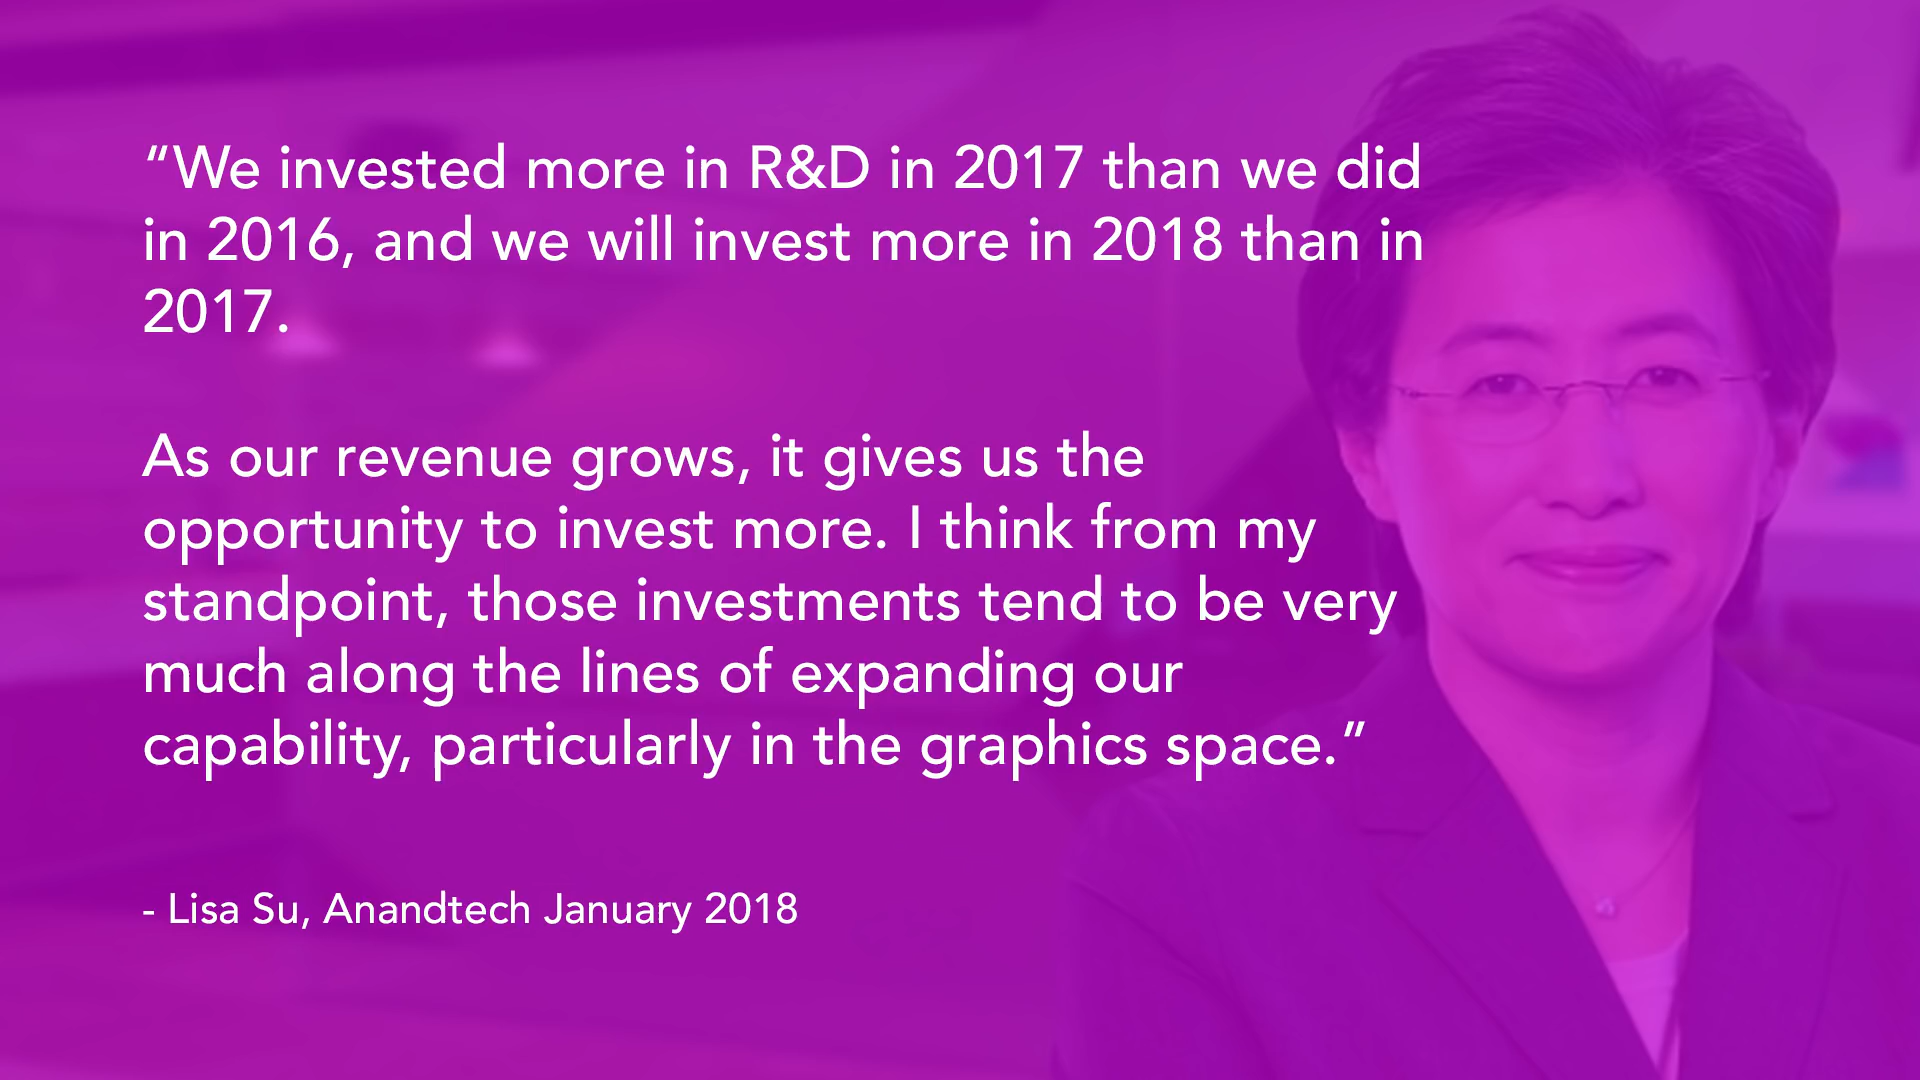 “We invested more in R&D in 2017 than we did
in 2016, and we will invest more in 2018 than in
2017.
As our revenue grows, it gives us the
opportunity to invest more. I think from my
standpoint, those investments tend to be very
much along the lines of expanding our
capability, particularly in the graphics space.”
- Lisa Su, Anandtech January 2018